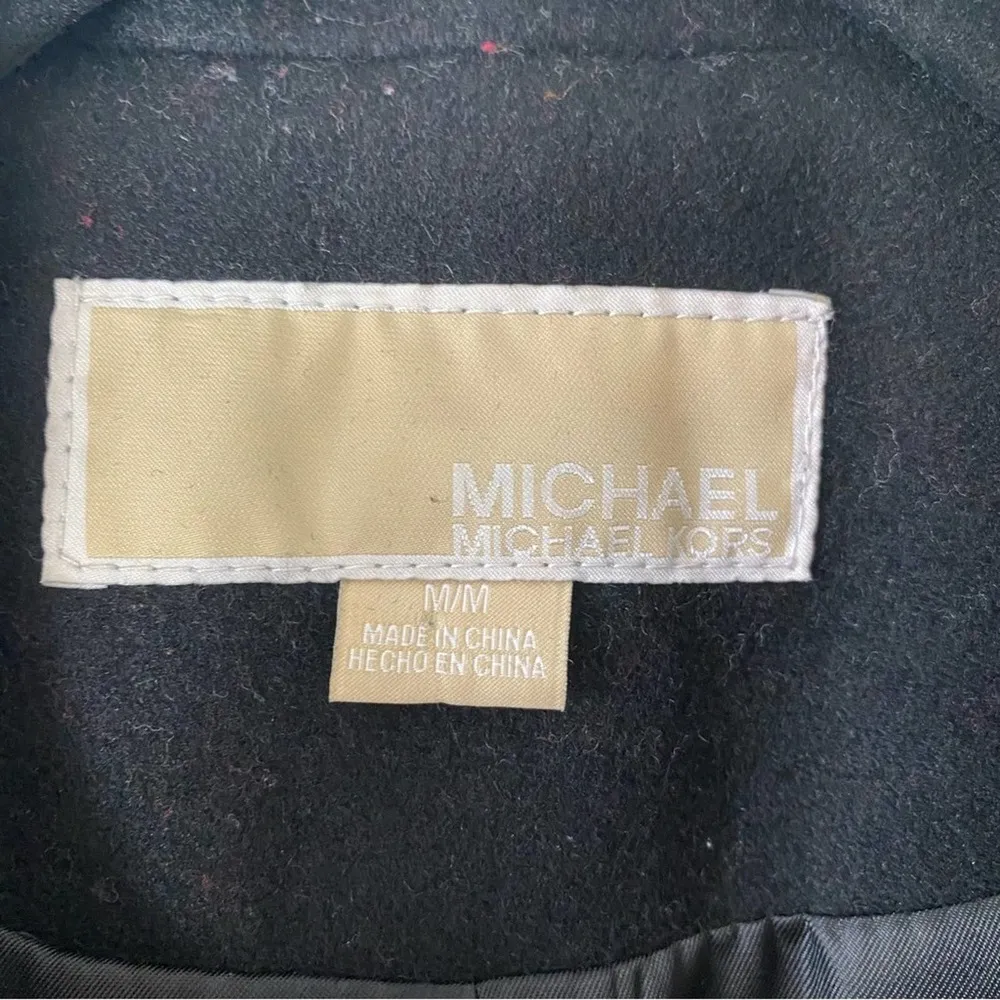 MICHAEL
MICHAEL KORS
M/M
MADE IN CHINA
HECHO EN CHINA